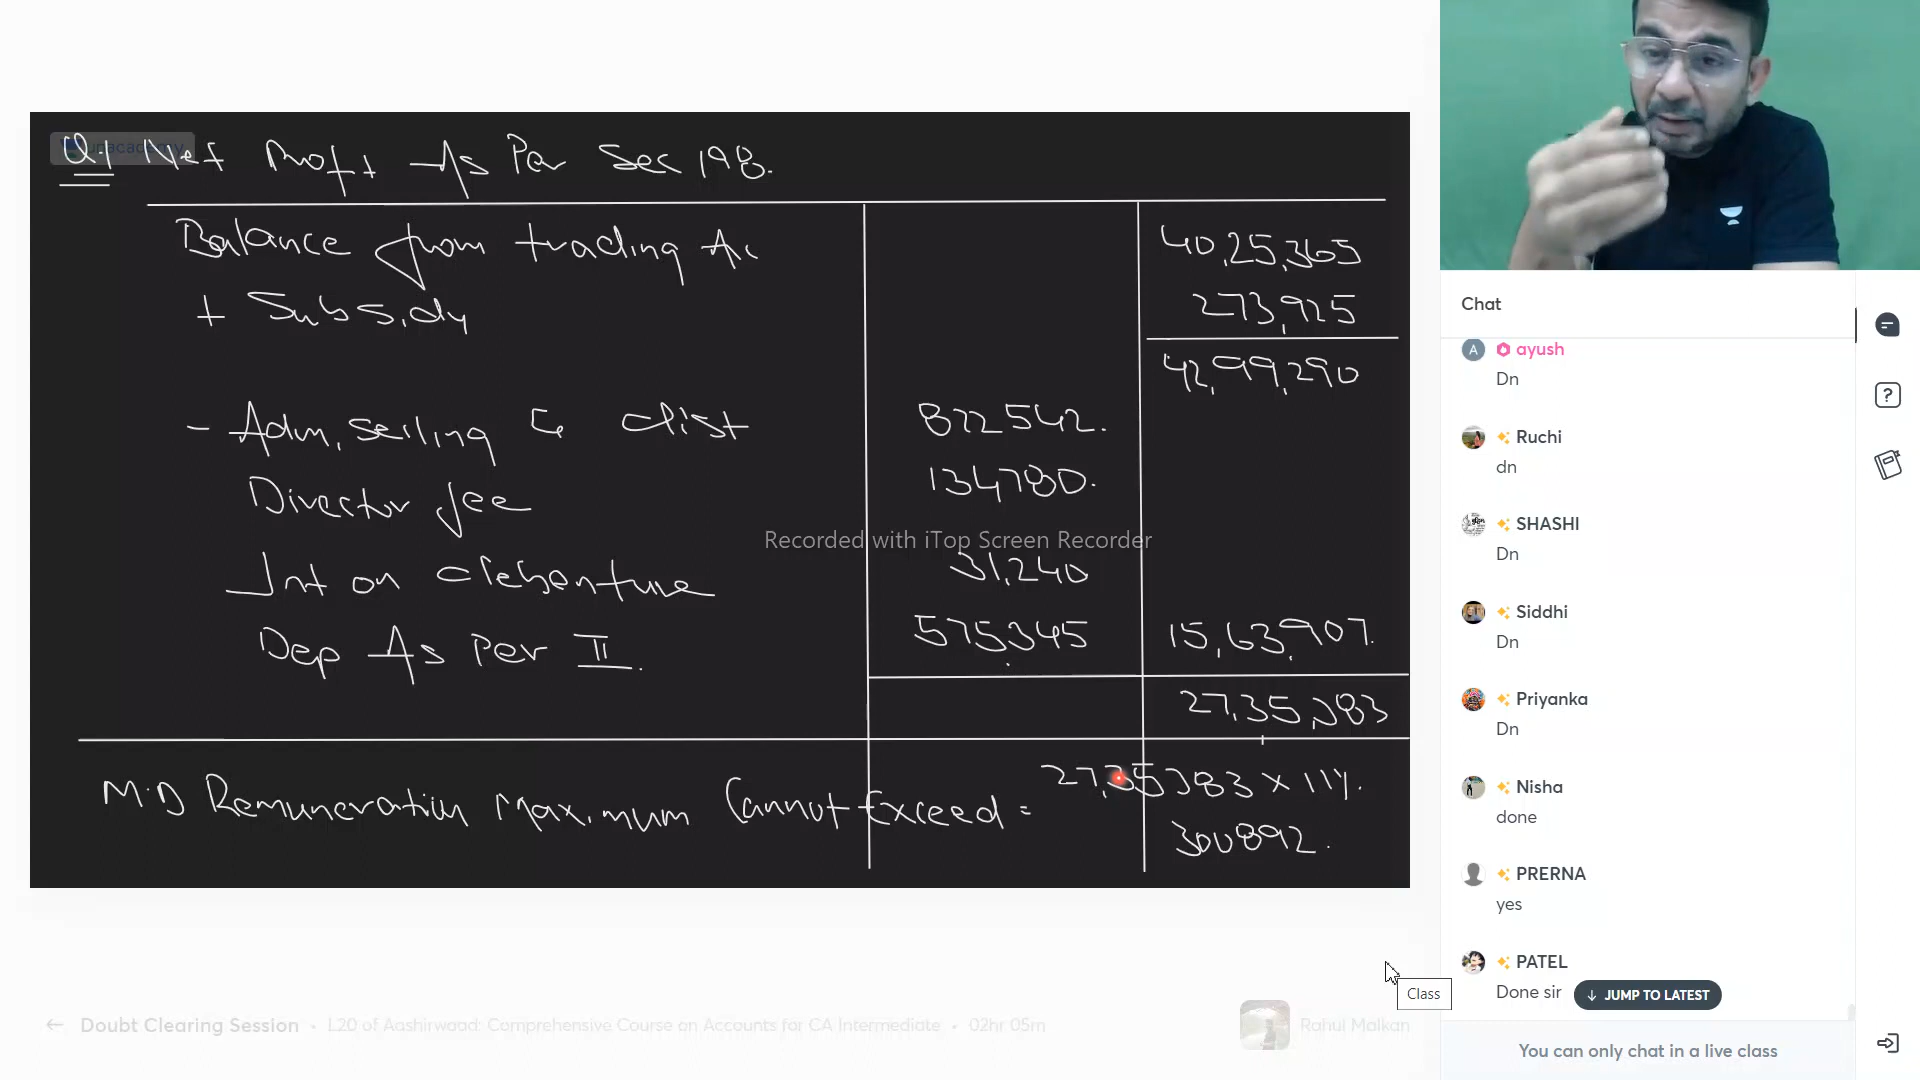 unacademy
Q.1 Net Profit As Per Sec 198.
Balance from trading A/c 40,25,365
+ Subsidy 273,925
42,99,290
- Adm, selling & dist 822542.
Director fee 134780.
Recorded with iTop Screen Recorder
Int on debenture 31,240
Dep As Per II. 575,345 15,63,907.
27,35,383
M.D Remuneration Maximum Cannot Exceed = 27,35383 x 11%.
300892.
Chat
A ayush
Dn
Ruchi
dn
SHASHI
Dn
Siddhi
Dn
Priyanka
Dn
Nisha
done
PRERNA
yes
PATEL
Done sir
↓ JUMP TO LATEST
Class
← Doubt Clearing Session • L20 of Aashirwaad: Comprehensive Course on Accounts for CA Intermediate • 02hr 05m
Rahul Malkan
You can only chat in a live class